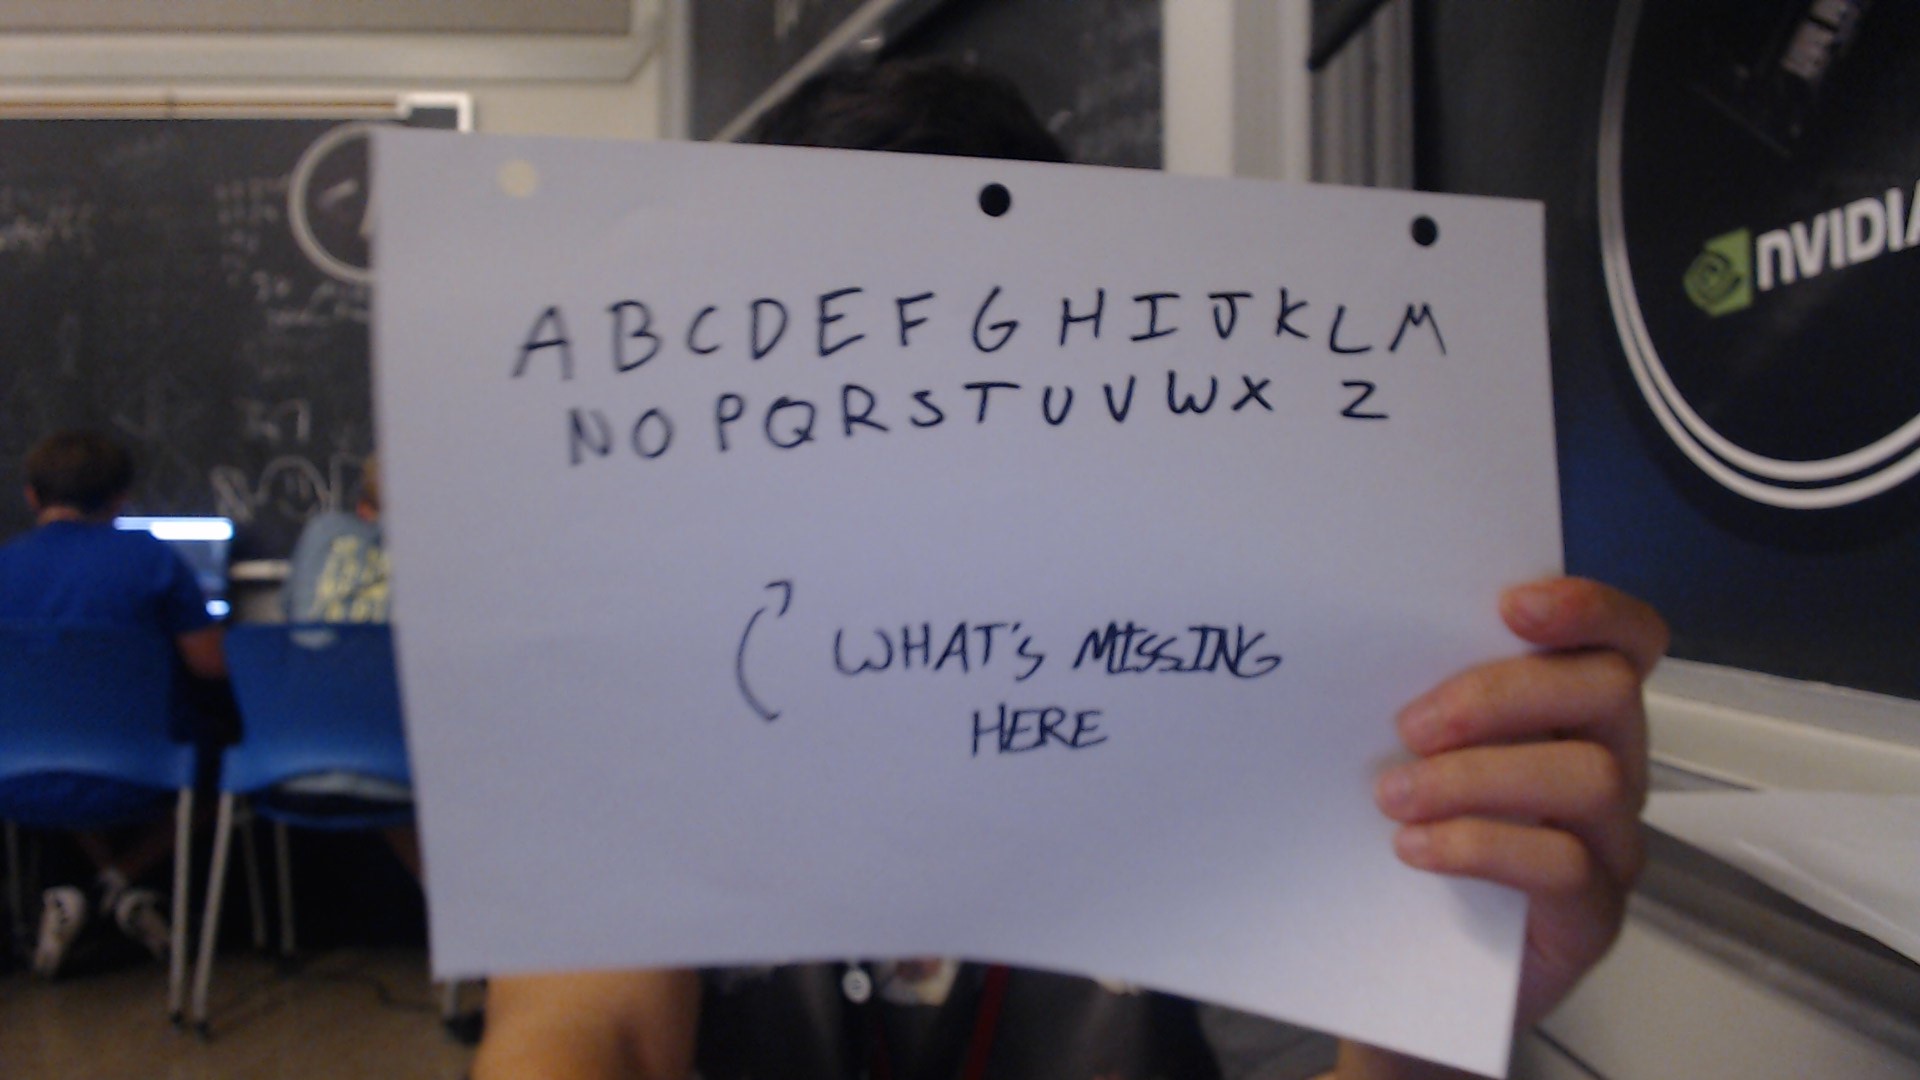 A B C D E F G H I J K L M
N O P Q R S T U V W X Z
WHAT'S MISSING
HERE
NVIDIA